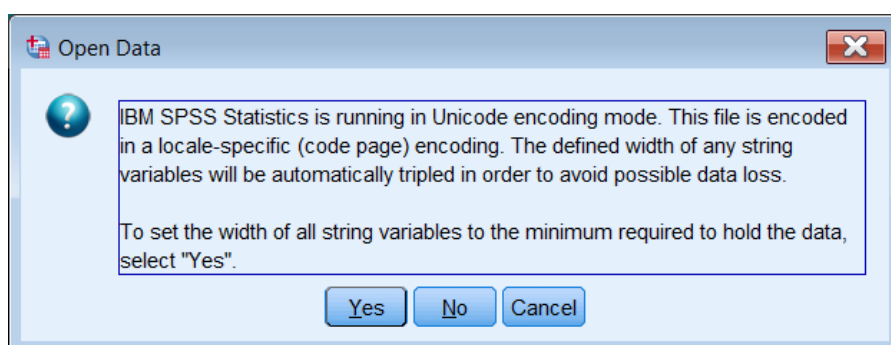 Open Data
IBM SPSS Statistics is running in Unicode encoding mode. This file is encoded
in a locale-specific (code page) encoding. The defined width of any string
variables will be automatically tripled in order to avoid possible data loss.
To set the width of all string variables to the minimum required to hold the data,
select "Yes".
Yes No Cancel